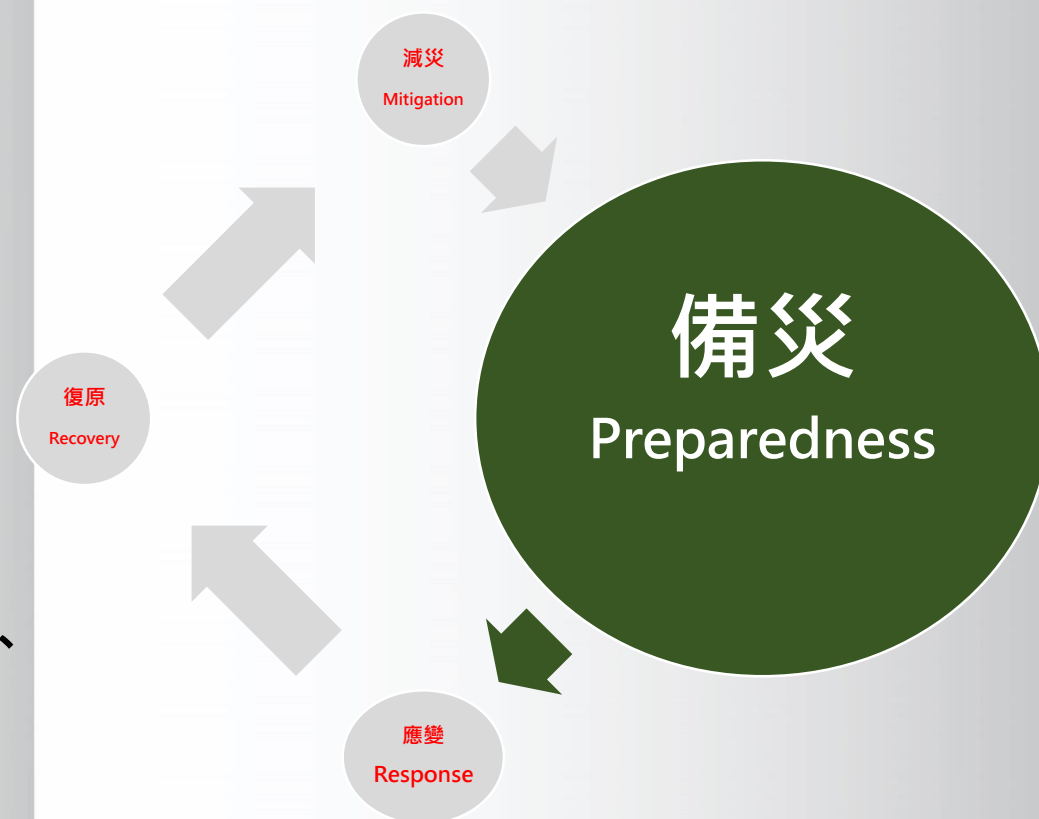 減災
Mitigation
備災
Preparedness
復原
Recovery
應變
Response
、